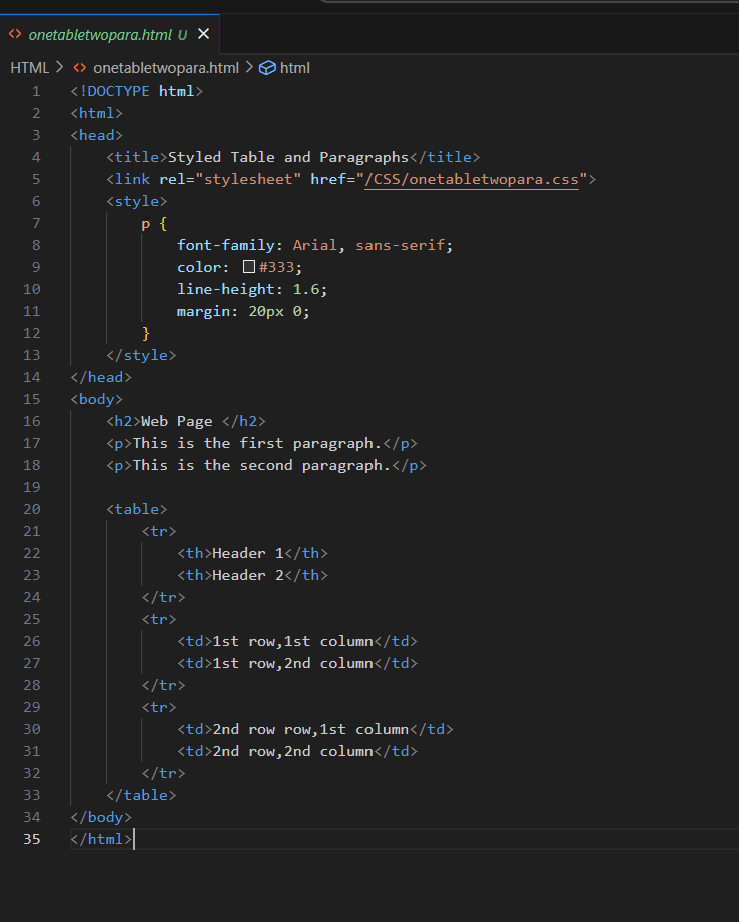 onetabletwopara.html U ✕
HTML > onetabletwopara.html > html
1 <!DOCTYPE html>
2 <html>
3 <head>
4     <title>Styled Table and Paragraphs</title>
5     <link rel="stylesheet" href="/CSS/onetabletwopara.css">
6     <style>
7         p {
8             font-family: Arial, sans-serif;
9             color: #333;
10             line-height: 1.6;
11             margin: 20px 0;
12         }
13     </style>
14 </head>
15 <body>
16     <h2>Web Page </h2>
17     <p>This is the first paragraph.</p>
18     <p>This is the second paragraph.</p>
19
20     <table>
21         <tr>
22             <th>Header 1</th>
23             <th>Header 2</th>
24         </tr>
25         <tr>
26             <td>1st row,1st column</td>
27             <td>1st row,2nd column</td>
28         </tr>
29         <tr>
30             <td>2nd row row,1st column</td>
31             <td>2nd row,2nd column</td>
32         </tr>
33     </table>
34 </body>
35 </html>